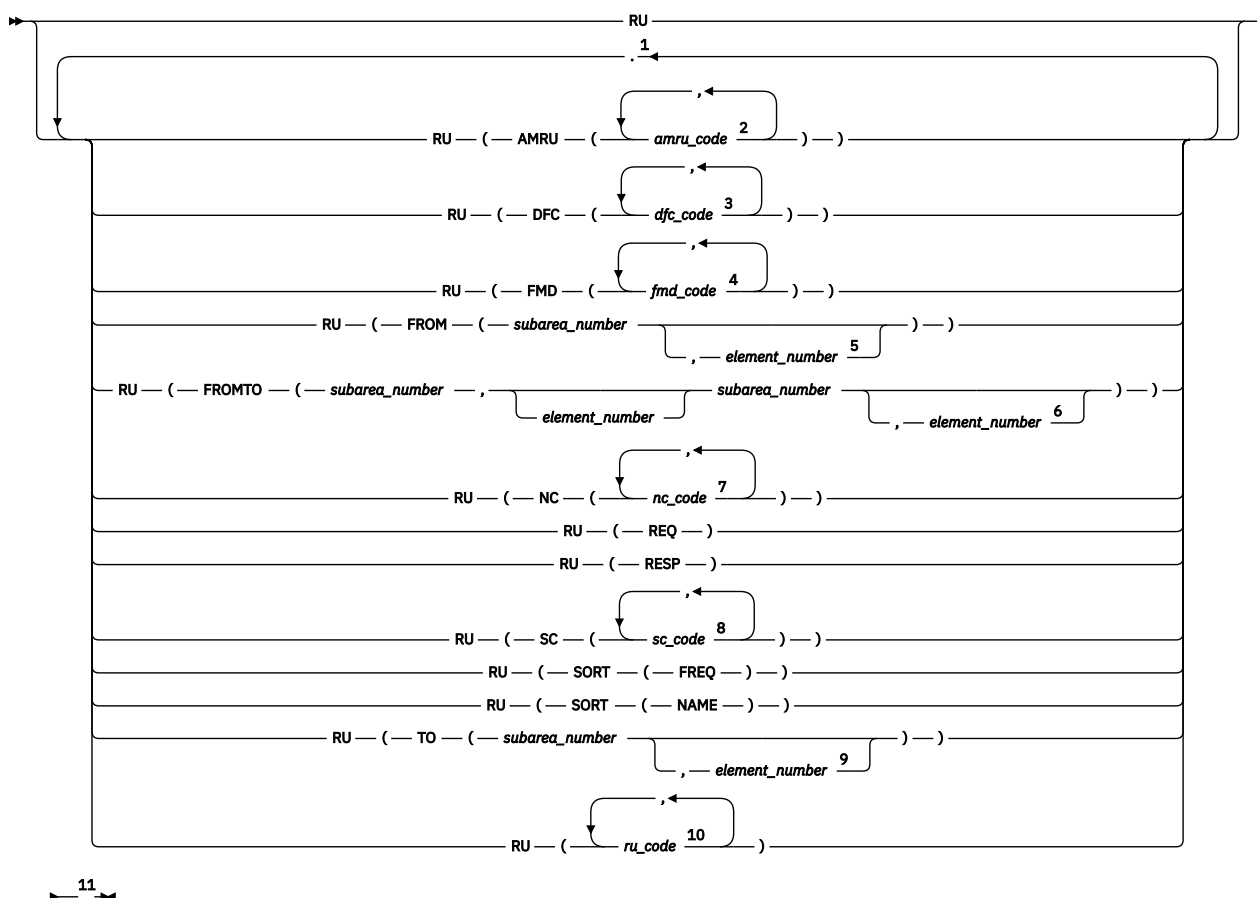 RU
. 1
,
RU ( AMRU ( amru_code 2 ) )
,
RU ( DFC ( dfc_code 3 ) )
,
RU ( FMD ( fmd_code 4 ) )
RU ( FROM ( subarea_number ) )
, element_number 5
RU ( FROMTO ( subarea_number , subarea_number ) )
element_number , element_number 6
,
RU ( NC ( nc_code 7 ) )
RU ( REQ )
RU ( RESP )
,
RU ( SC ( sc_code 8 ) )
RU ( SORT ( FREQ ) )
RU ( SORT ( NAME ) )
RU ( TO ( subarea_number ) )
, element_number 9
,
RU ( ru_code 10 )
11